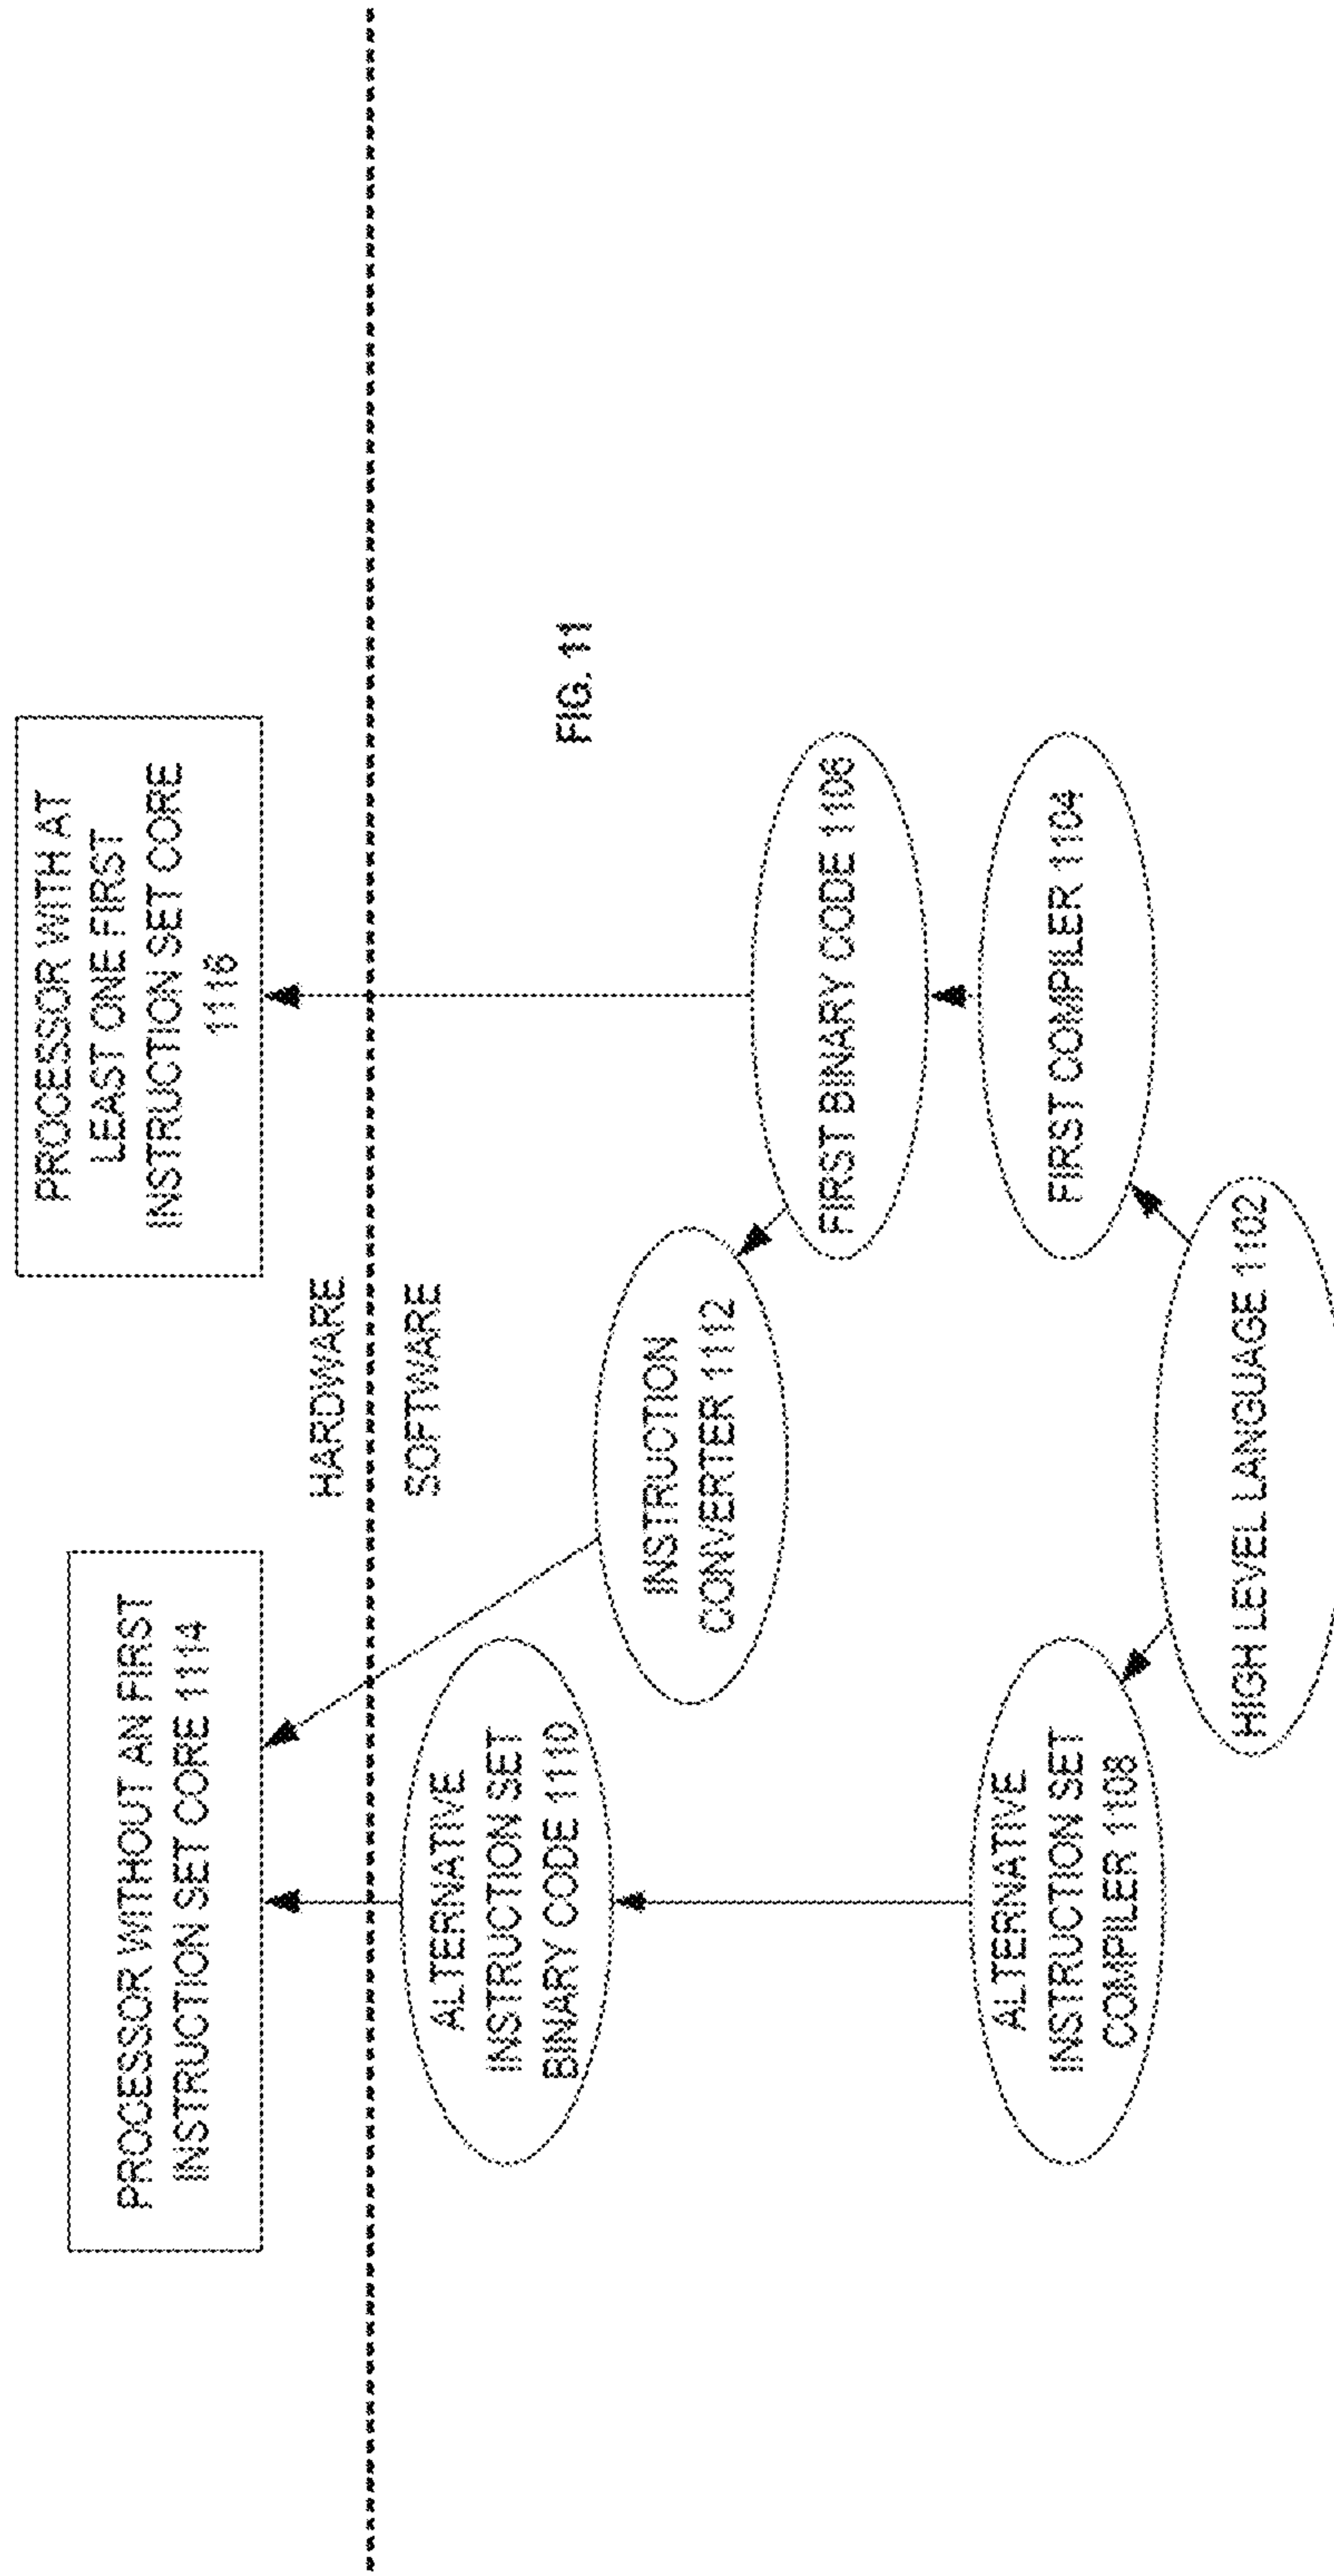 PROCESSOR WITHOUT AN FIRST
INSTRUCTION SET CORE 1114
PROCESSOR WITH AT
LEAST ONE FIRST
INSTRUCTION SET CORE
1116
HARDWARE
SOFTWARE
ALTERNATIVE
INSTRUCTION SET
BINARY CODE 1110
INSTRUCTION
CONVERTER 1112
FIG. 11
FIRST BINARY CODE 1106
ALTERNATIVE
INSTRUCTION SET
COMPILER 1108
FIRST COMPILER 1104
HIGH LEVEL LANGUAGE 1102